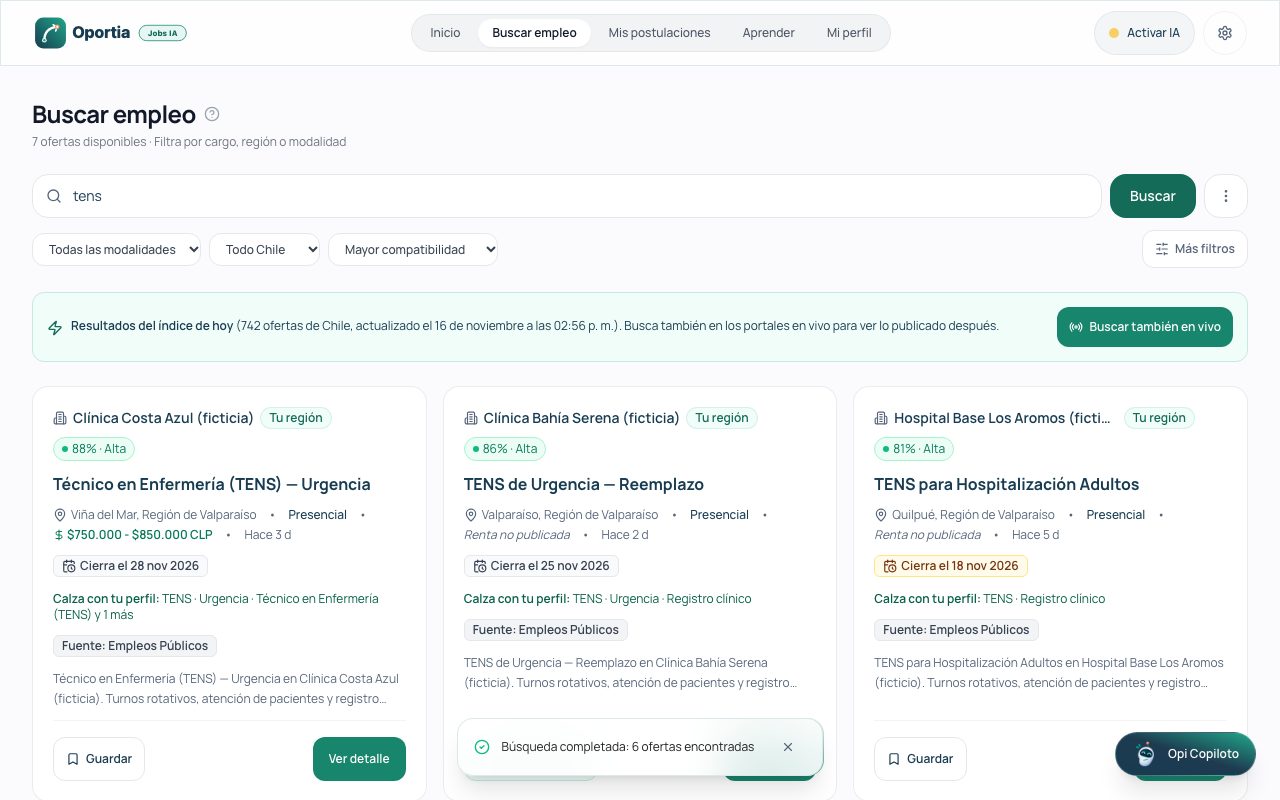 Oportia Jobs IA Inicio Buscar empleo Mis postulaciones Aprender Mi perfil Activar IA
Buscar empleo
7 ofertas disponibles · Filtra por cargo, región o modalidad
tens Buscar
Todas las modalidades Todo Chile Mayor compatibilidad Más filtros
Resultados del índice de hoy (742 ofertas de Chile, actualizado el 16 de noviembre a las 02:56 p. m.). Busca también en los portales en vivo para ver lo publicado después. Buscar también en vivo
Clínica Costa Azul (ficticia) Tu región
88% · Alta
Técnico en Enfermería (TENS) — Urgencia
Viña del Mar, Región de Valparaíso • Presencial •
$ $750.000 - $850.000 CLP • Hace 3 d
Cierra el 28 nov 2026
Calza con tu perfil: TENS · Urgencia · Técnico en Enfermería
(TENS) y 1 más
Fuente: Empleos Públicos
Técnico en Enfermería (TENS) — Urgencia en Clínica Costa Azul
(ficticia). Turnos rotativos, atención de pacientes y registro…
Guardar Ver detalle
Clínica Bahía Serena (ficticia) Tu región
86% · Alta
TENS de Urgencia — Reemplazo
Valparaíso, Región de Valparaíso • Presencial •
Renta no publicada • Hace 2 d
Cierra el 25 nov 2026
Calza con tu perfil: TENS · Urgencia · Registro clínico
Fuente: Empleos Públicos
TENS de Urgencia — Reemplazo en Clínica Bahía Serena
(ficticia). Turnos rotativos, atención de pacientes y registro…
Búsqueda completada: 6 ofertas encontradas
Hospital Base Los Aromos (ficti… Tu región
81% · Alta
TENS para Hospitalización Adultos
Quilpué, Región de Valparaíso • Presencial •
Renta no publicada • Hace 5 d
Cierra el 18 nov 2026
Calza con tu perfil: TENS · Registro clínico
Fuente: Empleos Públicos
TENS para Hospitalización Adultos en Hospital Base Los Aromos
(ficticio). Turnos rotativos, atención de pacientes y registro…
Guardar
Opi Copiloto